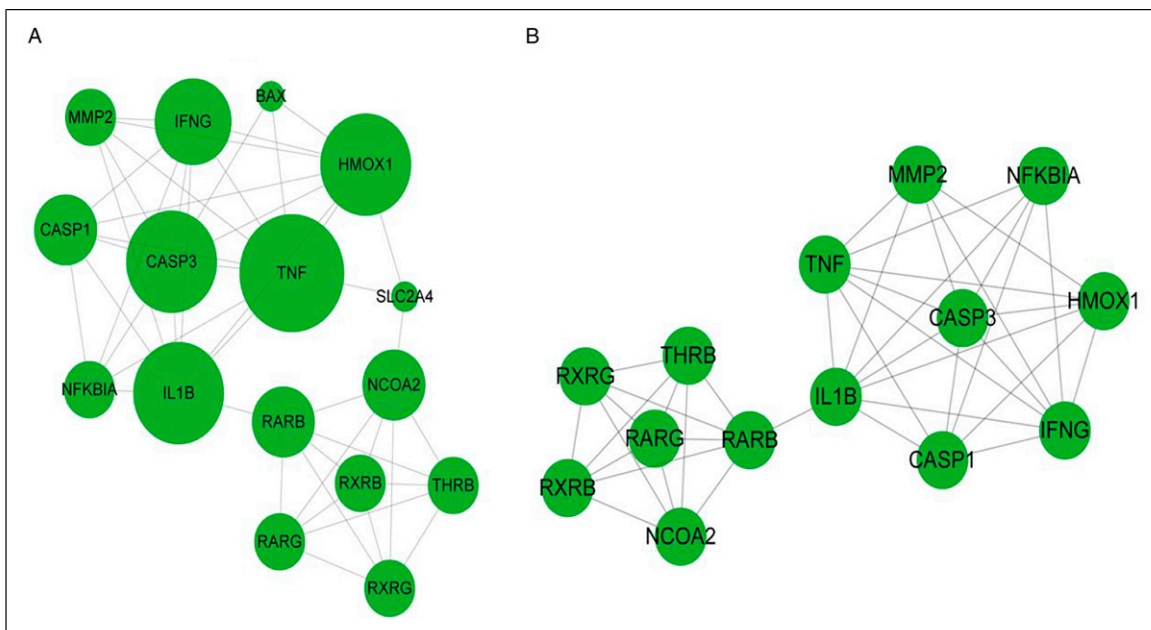 A
BAX
MMP2
IFNG
HMOX1
CASP1
CASP3
TNF
SLC2A4
NFKBIA
IL1B
NCOA2
RARB
RXRB
THRB
RARG
RXRG
B
MMP2
NFKBIA
TNF
HMOX1
CASP3
THRB
RXRG
IL1B
RARG
RARB
IFNG
CASP1
RXRB
NCOA2